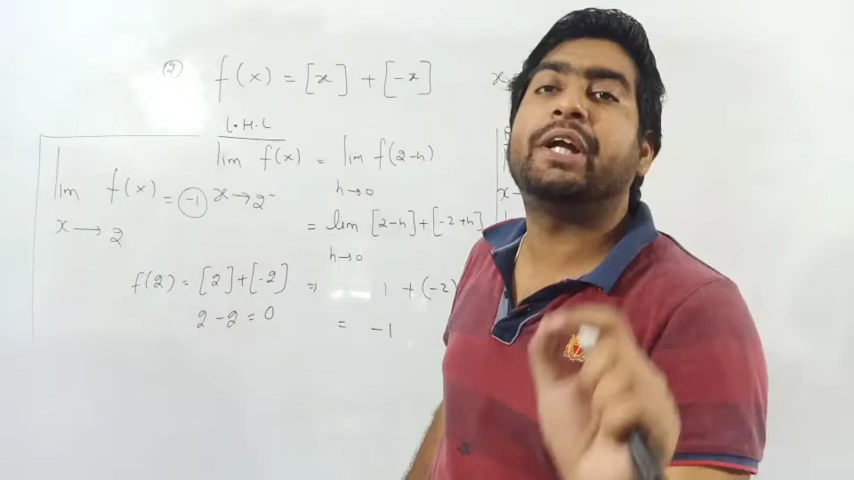 (2) f(x) = [x] + [-x]
L.H.L
lim f(x) = lim f(2-h)
x → 2⁻ h→0
= lim [2-h]+[-2+h]
h→0
⇒ 1 + (-2)
= -1
lim f(x) = -1
x → 2
f(2) = [2]+[-2]
2 - 2 = 0